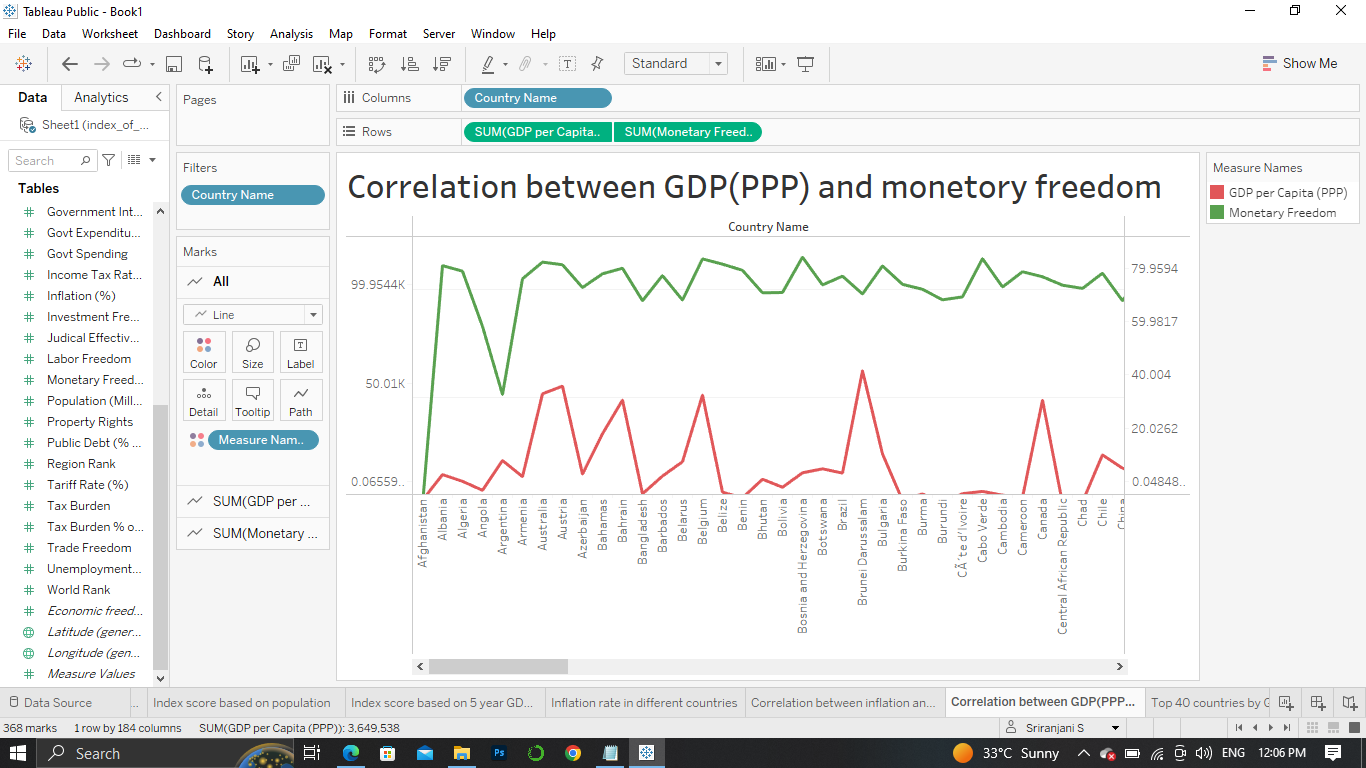 Tableau Public - Book1
File Data Worksheet Dashboard Story Analysis Map Format Server Window Help
Standard
Show Me
Data Analytics
Sheet1 (index_of_...
Search
Tables
Government Int...
Govt Expenditu...
Govt Spending
Income Tax Rat...
Inflation (%)
Investment Fre...
Judical Effectiv...
Labor Freedom
Monetary Freed...
Population (Mill...
Property Rights
Public Debt (% ...
Region Rank
Tariff Rate (%)
Tax Burden
Tax Burden % o...
Trade Freedom
Unemployment...
World Rank
Economic freed...
Latitude (gener...
Longitude (gen...
Measure Values
Pages
Filters
Country Name
Marks
All
Line
Color Size Label
Detail Tooltip Path
Measure Nam..
SUM(GDP per ...
SUM(Monetary ...
Columns Country Name
Rows SUM(GDP per Capita.. SUM(Monetary Freed..
Correlation between GDP(PPP) and monetory freedom
Country Name
99.9544K
50.01K
0.06559..
79.9594
59.9817
40.004
20.0262
0.04848..
Afghanistan
Albania
Algeria
Angola
Argentina
Armenia
Australia
Austria
Azerbaijan
Bahamas
Bahrain
Bangladesh
Barbados
Belarus
Belgium
Belize
Benin
Bhutan
Bolivia
Bosnia and Herzegovina
Botswana
Brazil
Brunei Darussalam
Bulgaria
Burkina Faso
Burma
Burundi
CÃ´te d'Ivoire
Cabo Verde
Cambodia
Cameroon
Canada
Central African Republic
Chad
Chile
China
Measure Names
GDP per Capita (PPP)
Monetary Freedom
Data Source ... Index score based on population Index score based on 5 year GD... Inflation rate in different countries Correlation between inflation an... Correlation between GDP(PPP... Top 40 countries by G
368 marks 1 row by 184 columns SUM(GDP per Capita (PPP)): 3,649,538 Sriranjani S
Search Ps 33°C Sunny ENG 12:06 PM